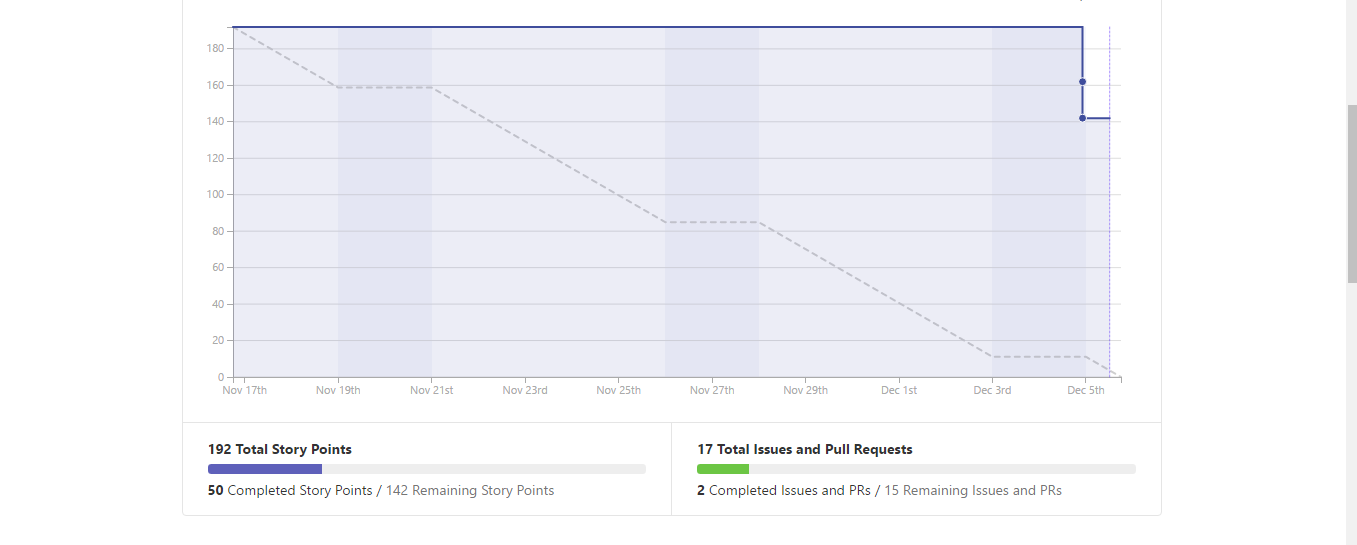 180
160
140
120
100
80
60
40
20
0
Nov 17th Nov 19th Nov 21st Nov 23rd Nov 25th Nov 27th Nov 29th Dec 1st Dec 3rd Dec 5th
192 Total Story Points
50 Completed Story Points / 142 Remaining Story Points
17 Total Issues and Pull Requests
2 Completed Issues and PRs / 15 Remaining Issues and PRs